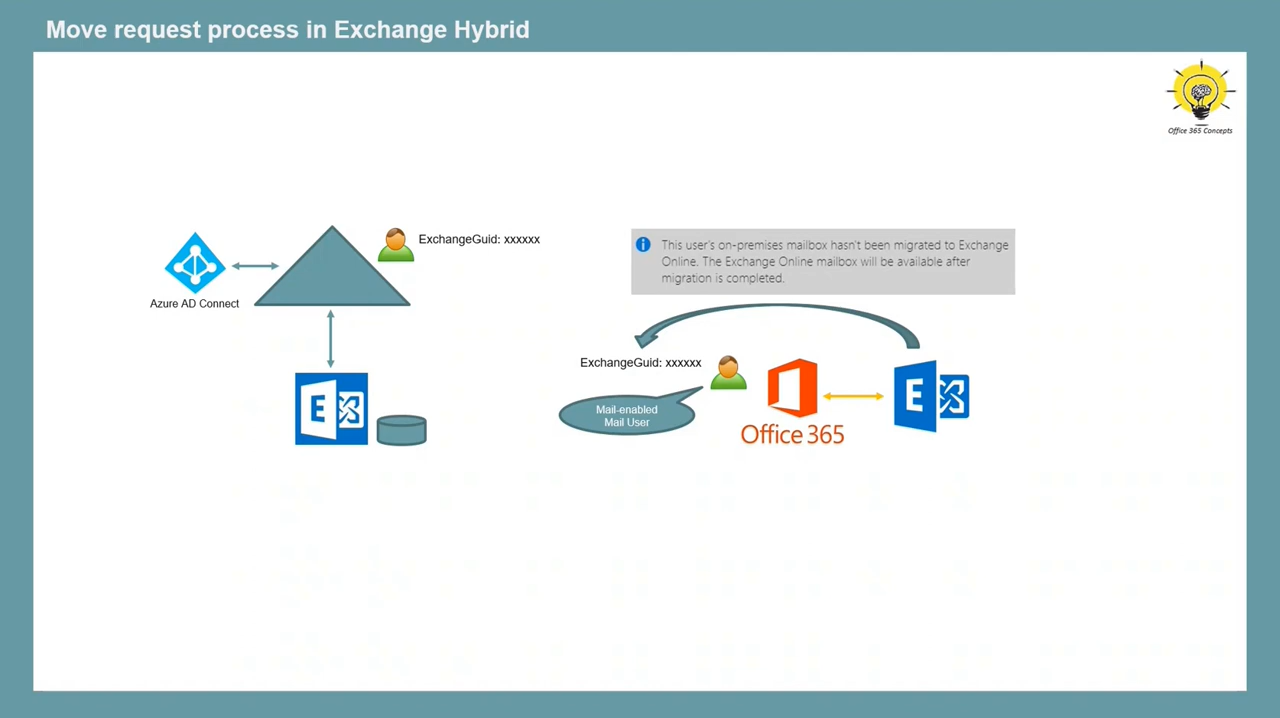 Move request process in Exchange Hybrid
Office 365 Concepts
ExchangeGuid: xxxxxx
Azure AD Connect
This user's on-premises mailbox hasn't been migrated to Exchange
Online. The Exchange Online mailbox will be available after
migration is completed.
ExchangeGuid: xxxxxx
Mail-enabled
Mail User
Office 365
E
E